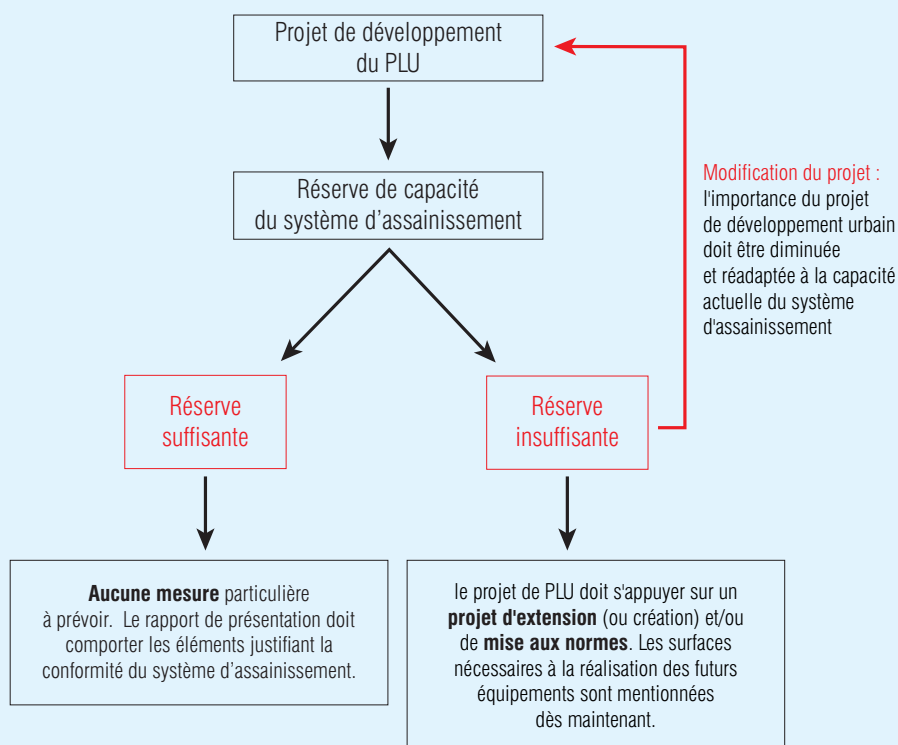 Projet de développement
du PLU
Réserve de capacité
du système d'assainissement
Modification du projet :
l'importance du projet
de développement urbain
doit être diminuée
et réadaptée à la capacité
actuelle du système
d'assainissement
Réserve
suffisante
Réserve
insuffisante
Aucune mesure particulière
à prévoir. Le rapport de présentation doit
comporter les éléments justifiant la
conformité du système d'assainissement.
le projet de PLU doit s'appuyer sur un
projet d'extension (ou création) et/ou
de mise aux normes. Les surfaces
nécessaires à la réalisation des futurs
équipements sont mentionnées
dès maintenant.